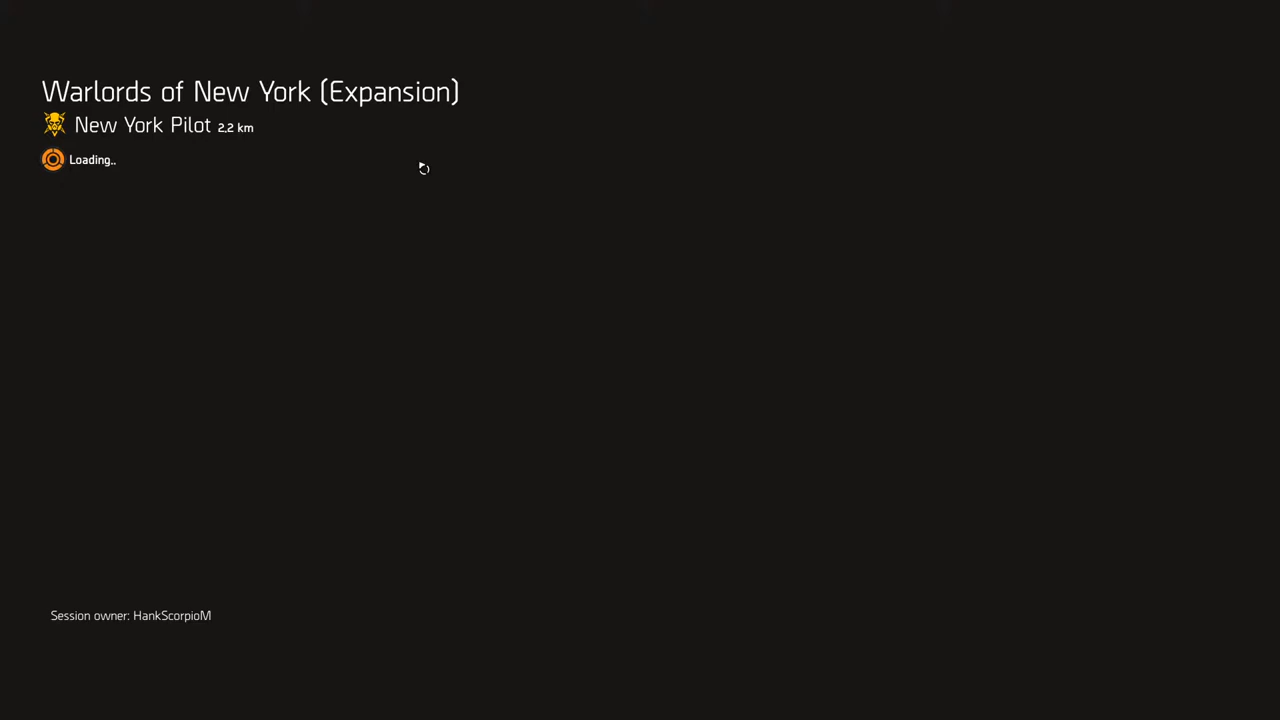 Warlords of New York (Expansion)
New York Pilot 2.2 km
Loading..
Session owner: HankScorpioM